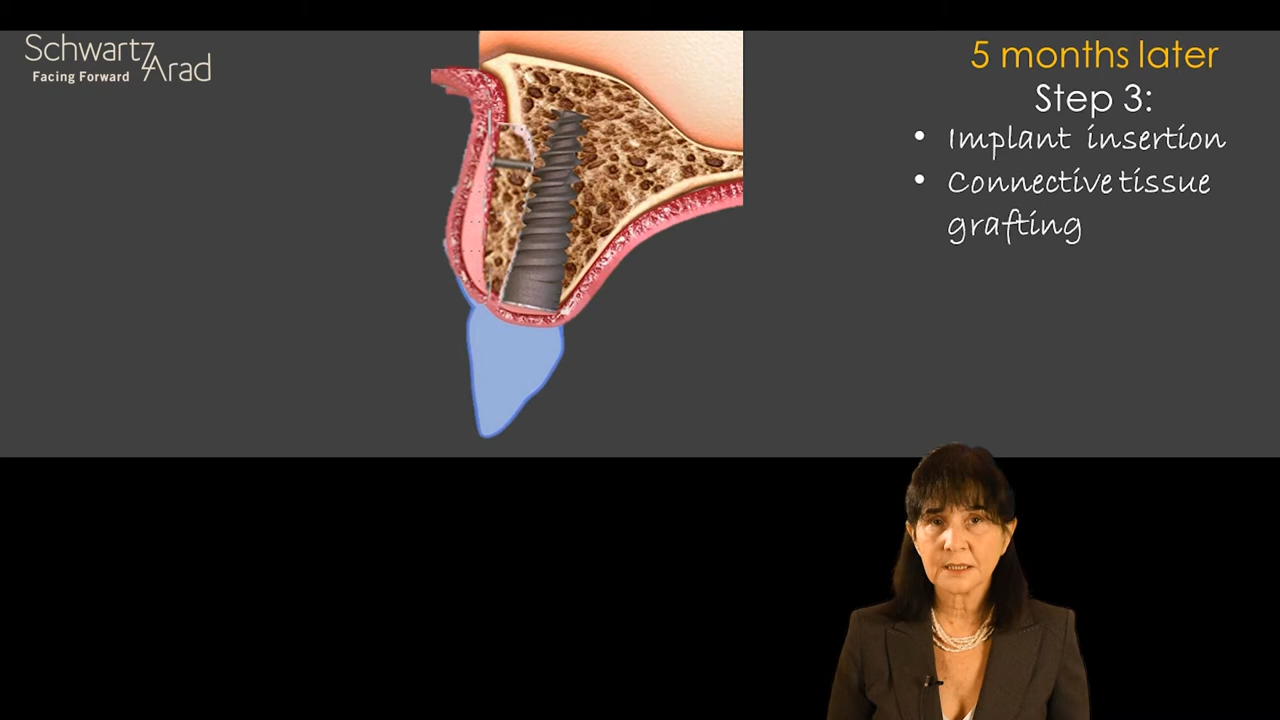 Schwartz
Arad
Facing Forward
5 months later
Step 3:
• Implant insertion
• Connective tissue
grafting